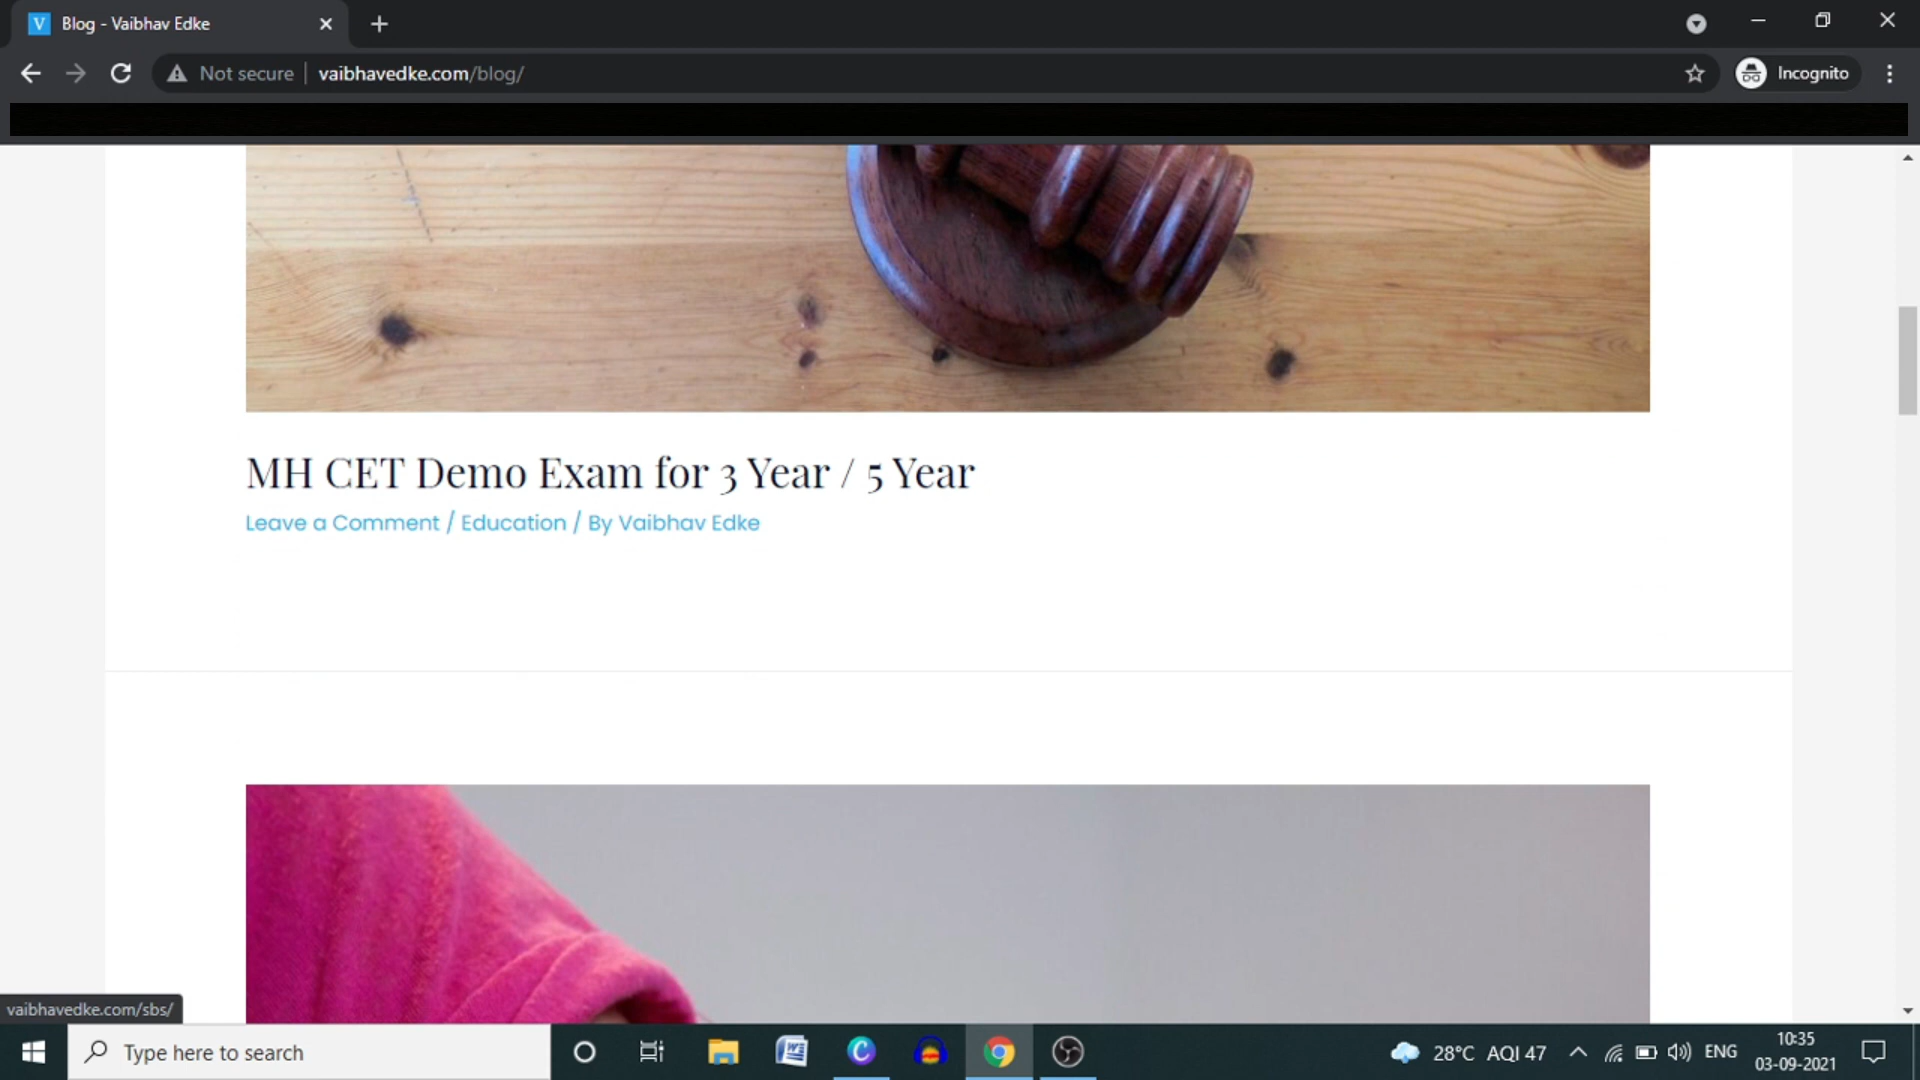 Blog - Vaibhav Edke
Not secure vaibhavedke.com/blog/
Incognito
MH CET Demo Exam for 3 Year / 5 Year
Leave a Comment / Education / By Vaibhav Edke
vaibhavedke.com/sbs/
Type here to search
28°C AQI 47
ENG
10:35
03-09-2021